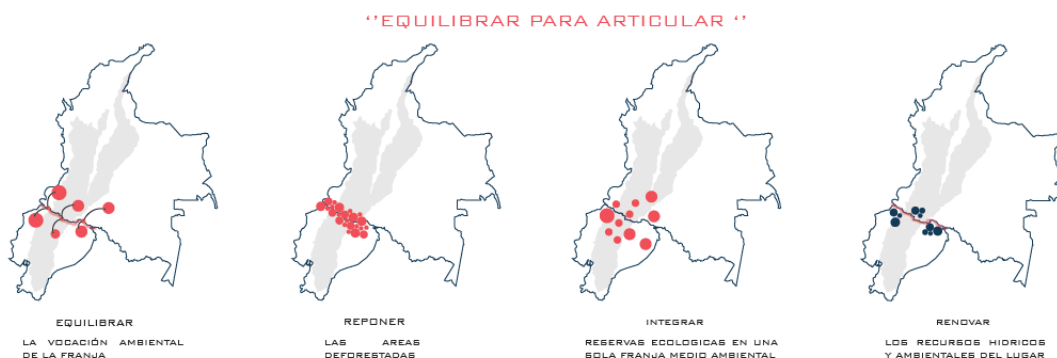 ‘’EQUILIBRAR PARA ARTICULAR ‘’
EQUILIBRAR
LA VOCACIÓN AMBIENTAL
DE LA FRANJA
REPONER
LAS AREAS
DEFORESTADAS
INTEGRAR
RESERVAS ECOLOGICAS EN UNA
SOLA FRANJA MEDIO AMBIENTAL
RENOVAR
LOS RECURSOS HIDRICOS
Y AMBIENTALES DEL LUGAR